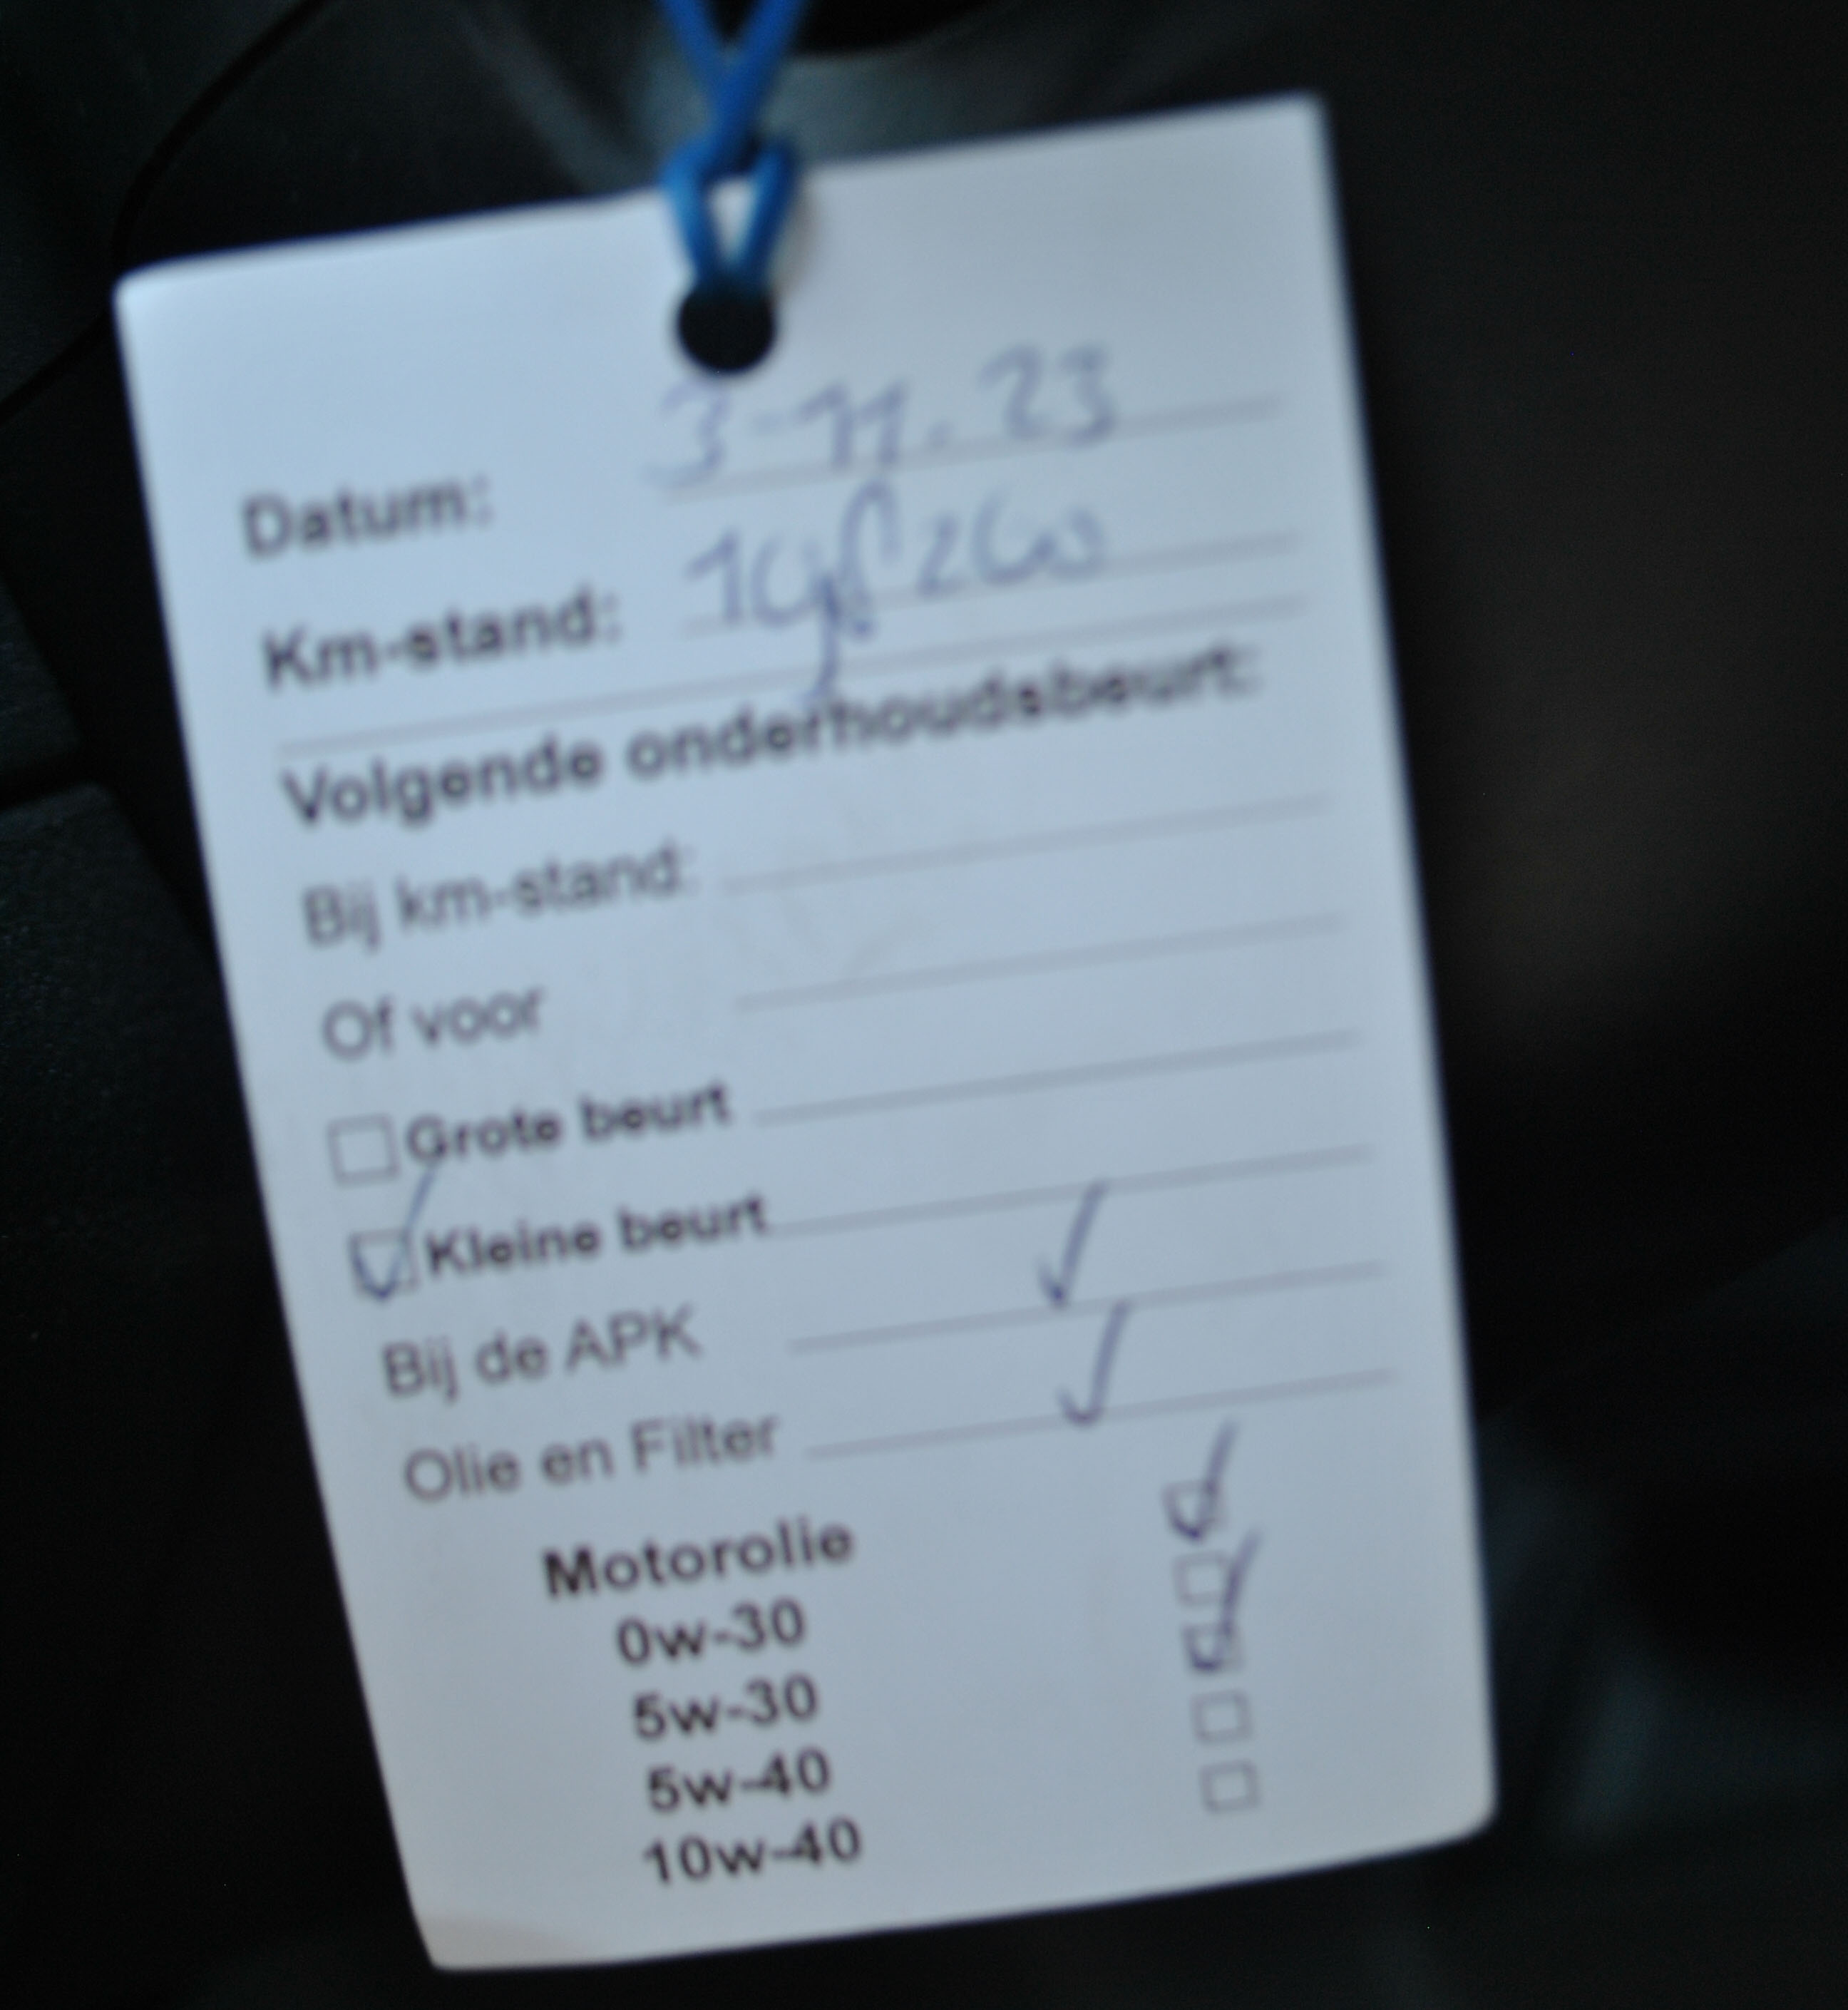 Datum: 3-11.23
Km-stand:
Volgende onderhoudsbeurt:
Bij km-stand:
Of voor
Grote beurt
Kleine beurt
Bij de APK
Olie en Filter
Motorolie
0w-30
5w-30
5w-40
10w-40